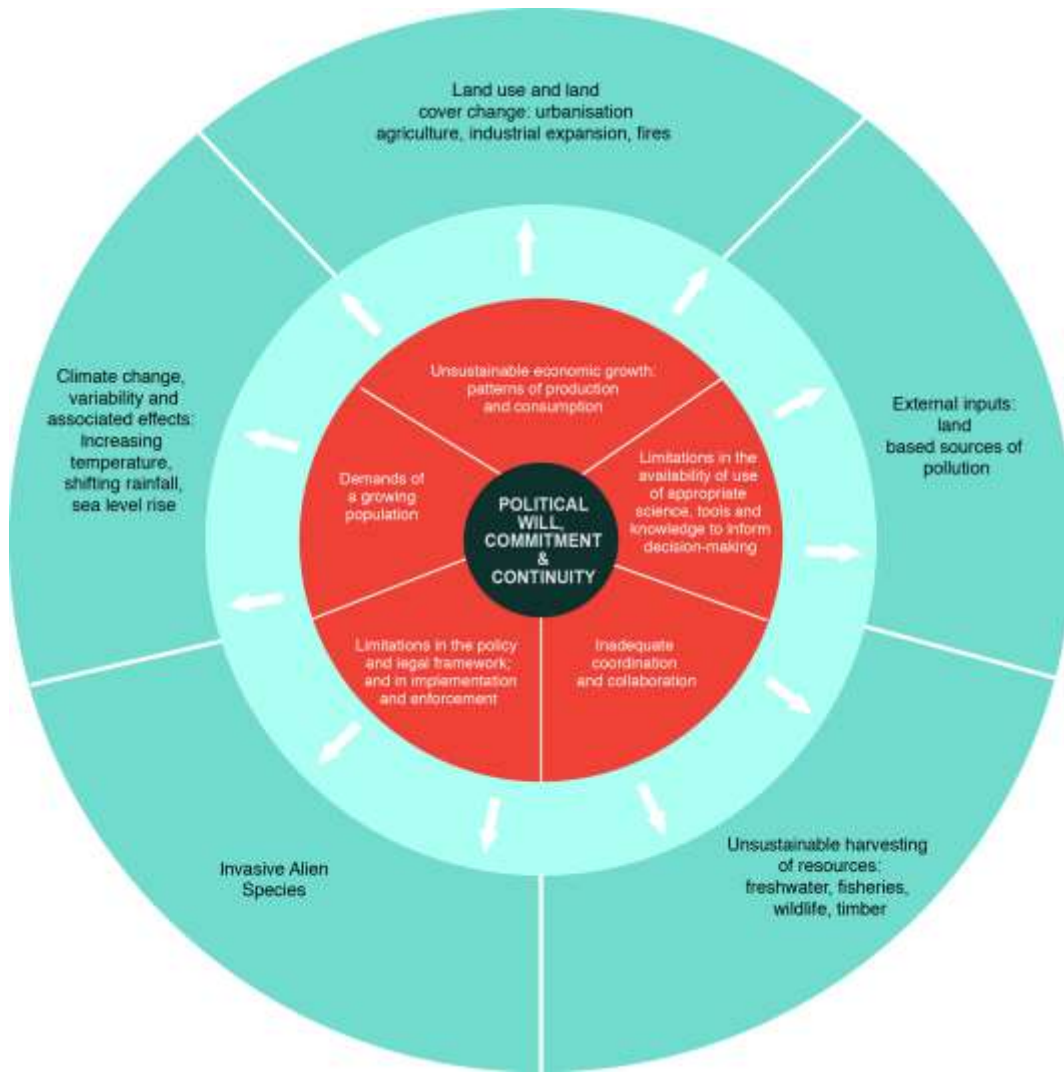 Land use and land
cover change: urbanisation
agriculture, industrial expansion, fires
Climate change,
variability and
associated effects:
Increasing
temperature,
shifting rainfall,
sea level rise
External inputs:
land
based sources of
pollution
Unsustainable economic growth:
patterns of production
and consumption
Demands of
a growing
population
Limitations in the
availability of use
of appropriate
science, tools and
knowledge to inform
decision-making
POLITICAL
WILL,
COMMITMENT
&
CONTINUITY
Limitations in the policy
and legal framework;
and in implementation
and enforcement
Inadequate
coordination
and collaboration
Invasive Alien
Species
Unsustainable harvesting
of resources:
freshwater, fisheries,
wildlife, timber